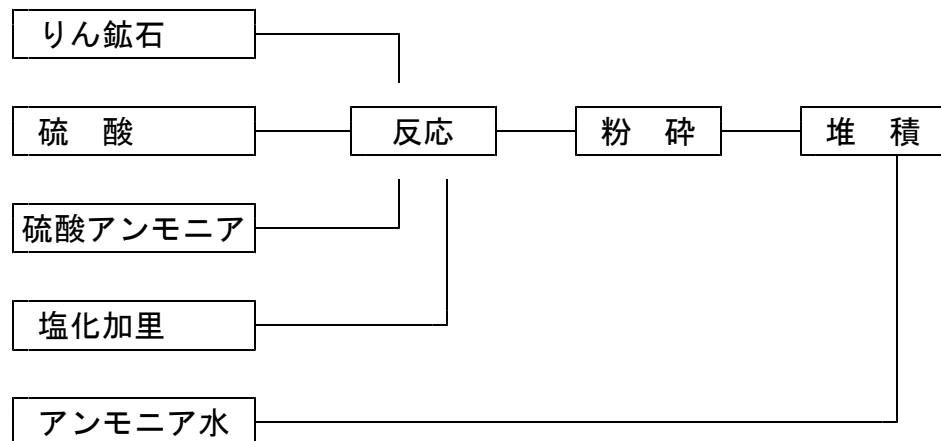 りん鉱石
硫　酸
反応
粉　砕
堆　積
硫酸アンモニア
塩化加里
アンモニア水